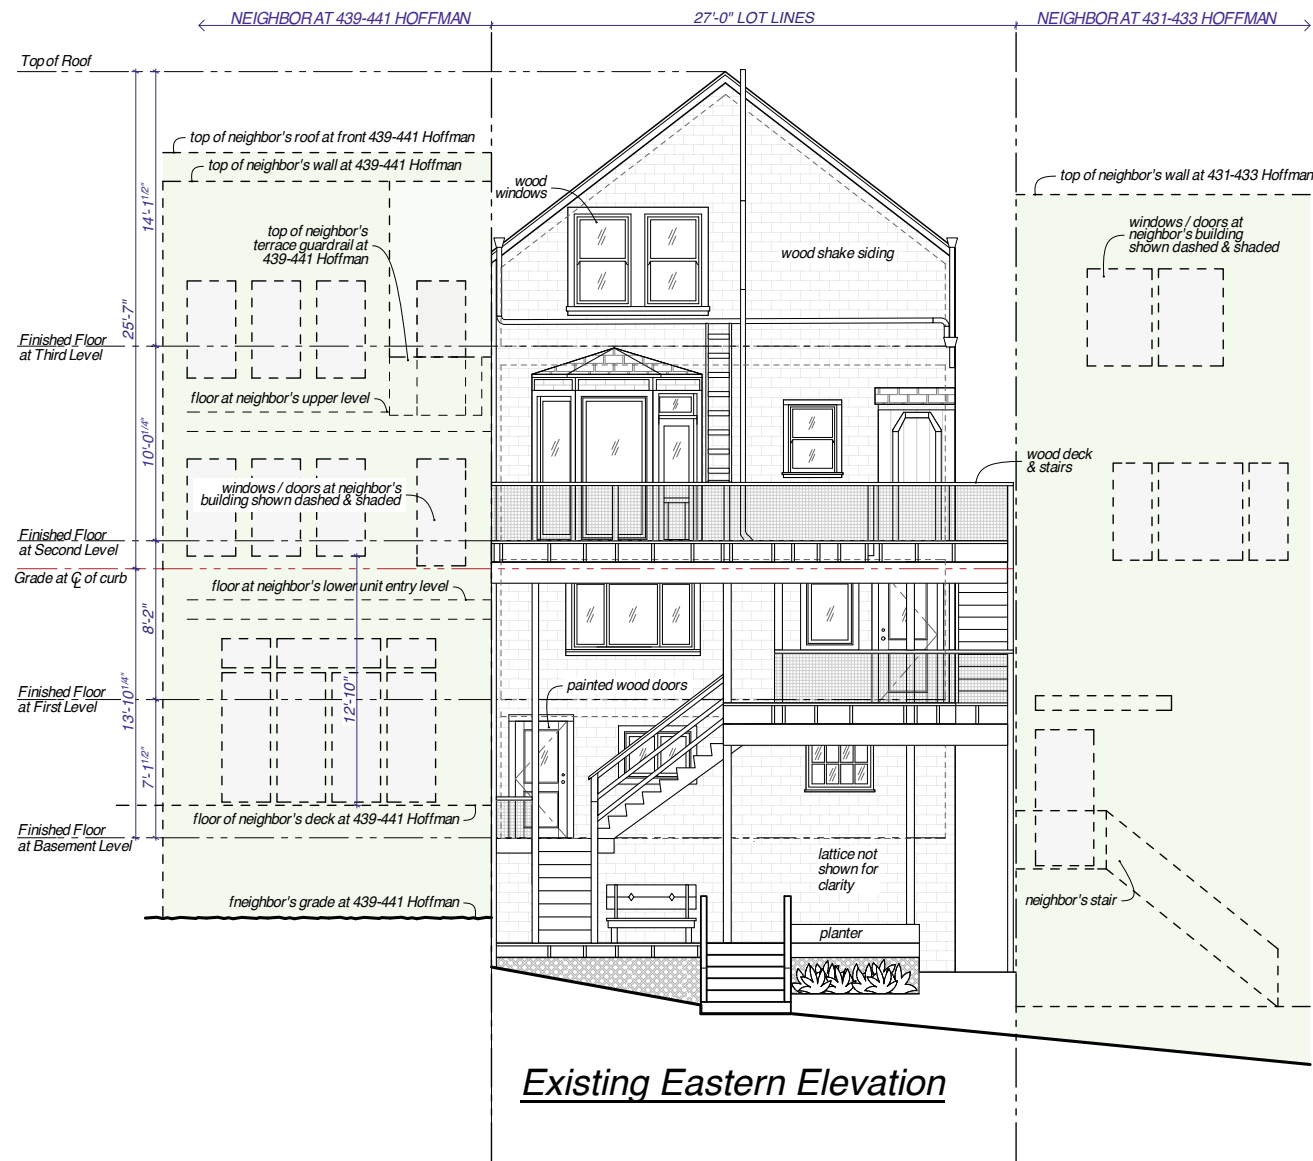 NEIGHBOR AT 439-441 HOFFMAN
27'-0" LOT LINES
NEIGHBOR AT 431-433 HOFFMAN
Top of Roof
top of neighbor's roof at front 439-441 Hoffman
top of neighbor's wall at 439-441 Hoffman
top of neighbor's wall at 431-433 Hoffman
wood
windows
14'-1 1/2"
top of neighbor's
terrace guardrail at
439-441 Hoffman
wood shake siding
windows / doors at
neighbor's building
shown dashed & shaded
25'-7"
Finished Floor
at Third Level
floor at neighbor's upper level
10'-0 1/4"
wood deck
& stairs
windows / doors at neighbor's
building shown dashed & shaded
Finished Floor
at Second Level
Grade at ℄ of curb
floor at neighbor's lower unit entry level
8'-2"
painted wood doors
Finished Floor
at First Level
13'-10 1/4"
12'-10"
7'-1 1/2"
floor of neighbor's deck at 439-441 Hoffman
Finished Floor
at Basement Level
lattice not
shown for
clarity
fneighbor's grade at 439-441 Hoffman
neighbor's stair
planter
Existing Eastern Elevation